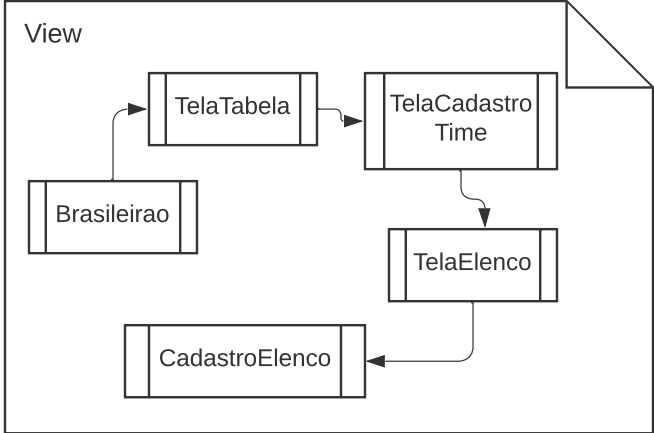 View
TelaTabela
TelaCadastro
Time
Brasileirao
TelaElenco
CadastroElenco